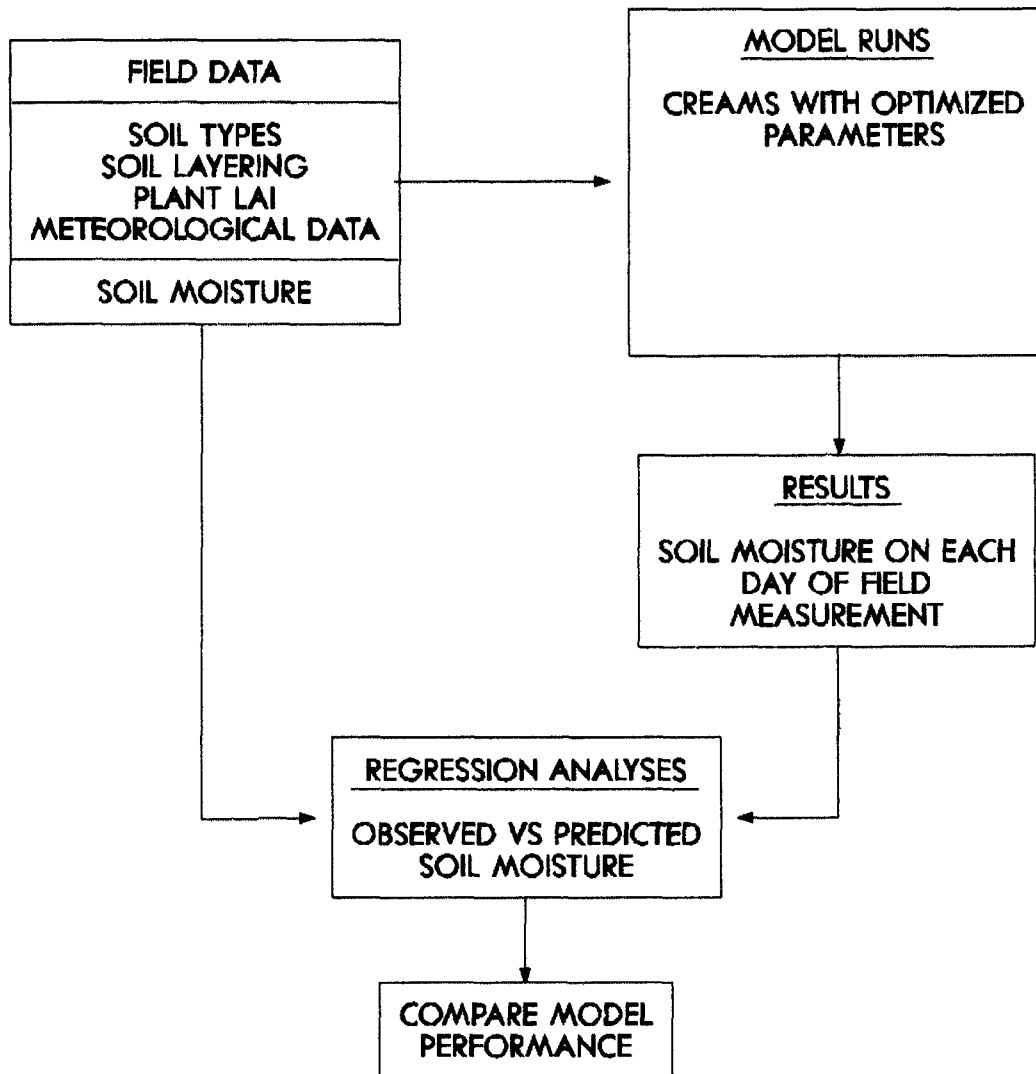 FIELD DATA
SOIL TYPES
SOIL LAYERING
PLANT LAI
METEOROLOGICAL DATA
SOIL MOISTURE
MODEL RUNS
CREAMS WITH OPTIMIZED
PARAMETERS
RESULTS
SOIL MOISTURE ON EACH
DAY OF FIELD
MEASUREMENT
REGRESSION ANALYSES
OBSERVED VS PREDICTED
SOIL MOISTURE
COMPARE MODEL
PERFORMANCE